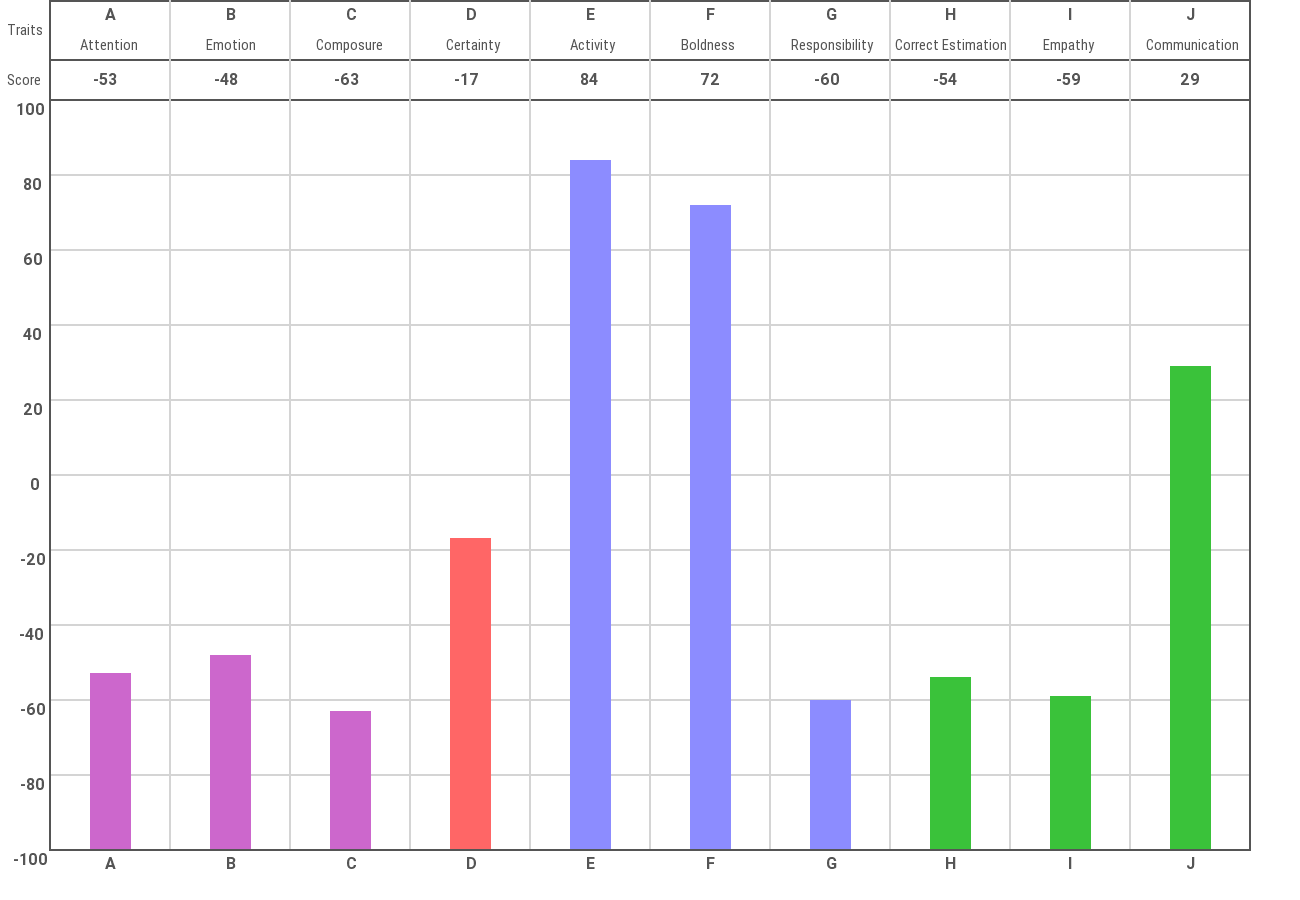 Traits A B C D E F G H I J
Attention Emotion Composure Certainty Activity Boldness Responsibility Correct Estimation Empathy Communication
Score -53 -48 -63 -17 84 72 -60 -54 -59 29
100
80
60
40
20
0
-20
-40
-60
-80
-100
A B C D E F G H I J